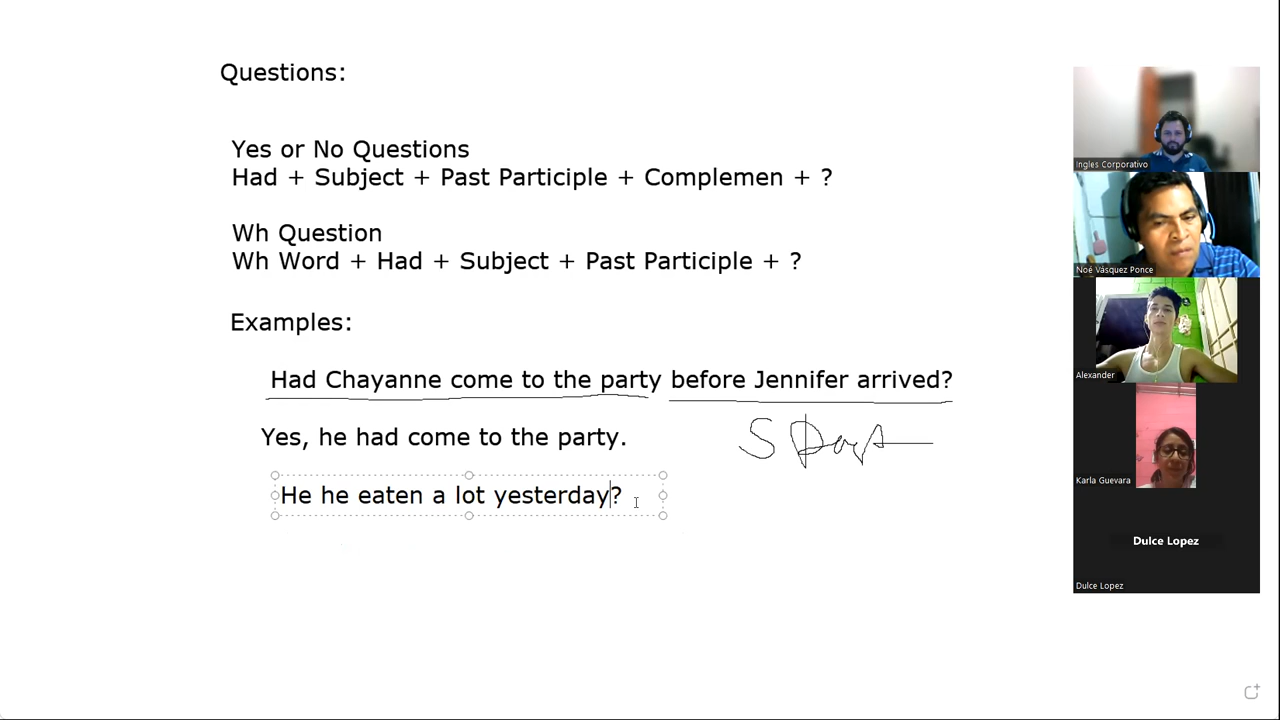 Questions:
Yes or No Questions
Had + Subject + Past Participle + Complemen + ?
Wh Question
Wh Word + Had + Subject + Past Participle + ?
Examples:
Had Chayanne come to the party before Jennifer arrived?
Yes, he had come to the party.
He he eaten a lot yesterday?
Ingles Corporativo
Noé Vásquez Ponce
Alexander
Karla Guevara
Dulce Lopez
Dulce Lopez